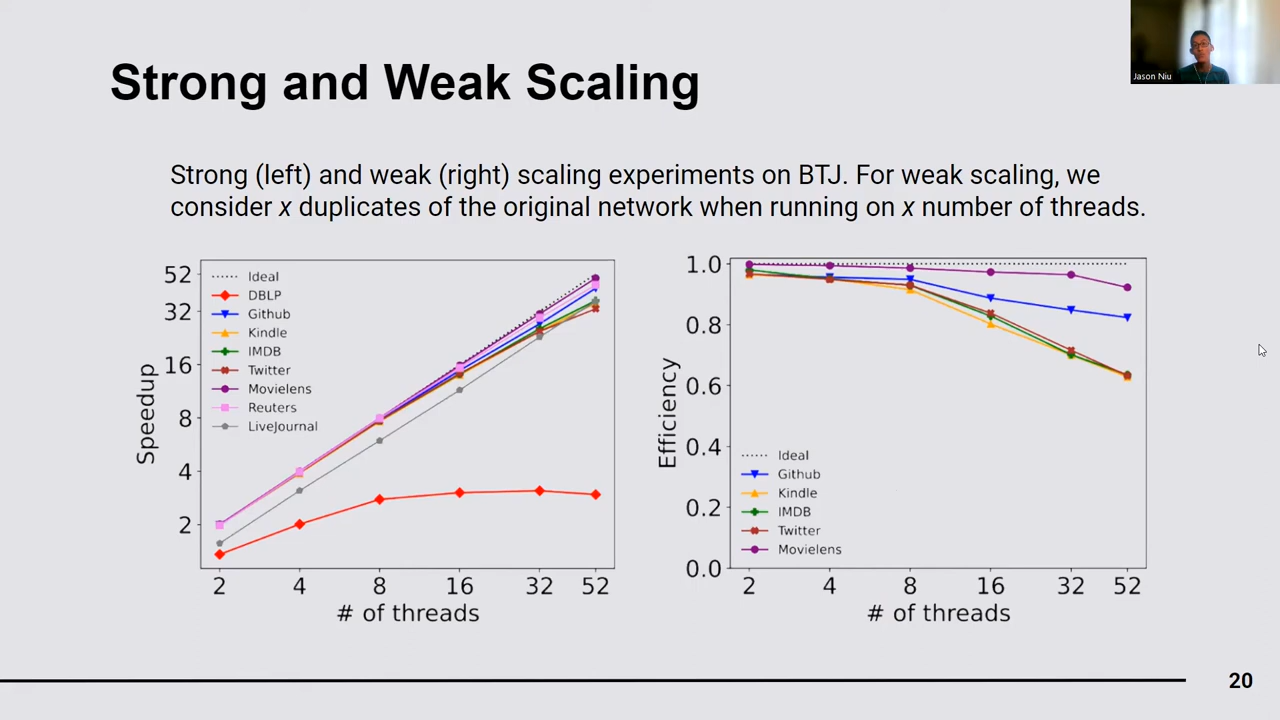 Jason Niu
Strong and Weak Scaling
Strong (left) and weak (right) scaling experiments on BTJ. For weak scaling, we
consider x duplicates of the original network when running on x number of threads.
Speedup
52
32
16
8
4
2
Ideal
DBLP
Github
Kindle
IMDB
Twitter
Movielens
Reuters
LiveJournal
2 4 8 16 32 52
# of threads
Efficiency
1.0
0.8
0.6
0.4
0.2
0.0
Ideal
Github
Kindle
IMDB
Twitter
Movielens
2 4 8 16 32 52
# of threads
20